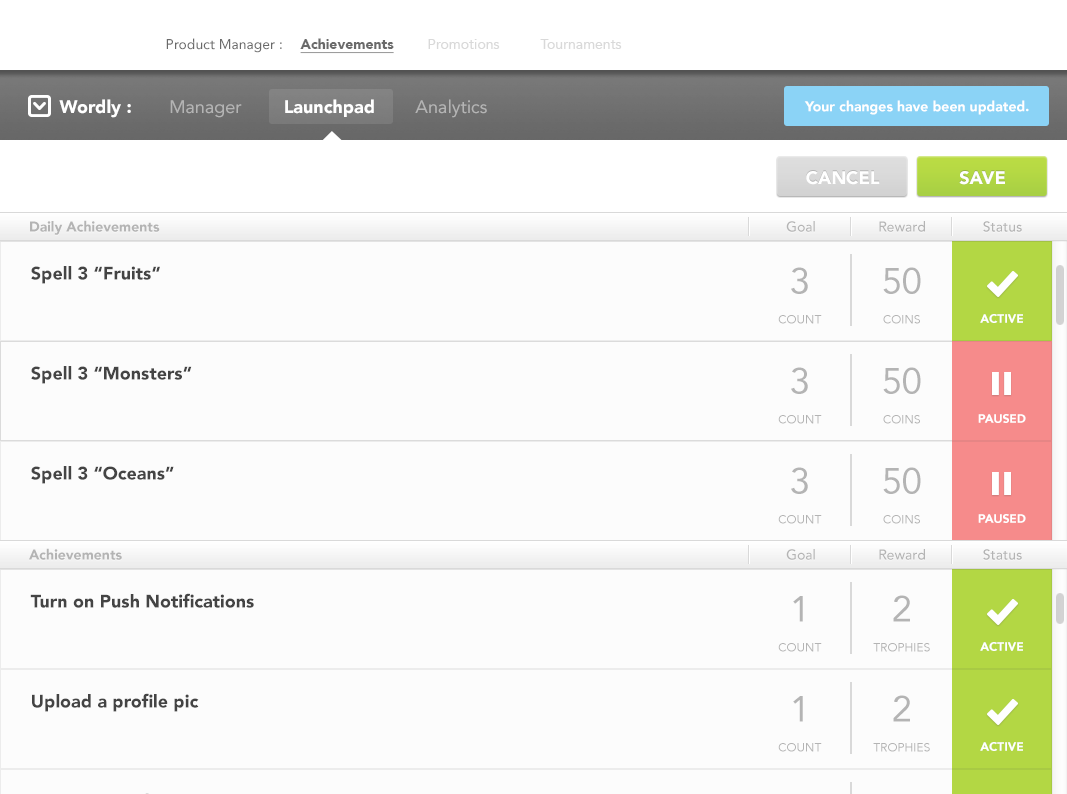 Product Manager : Achievements Promotions Tournaments
Wordly : Manager Launchpad Analytics Your changes have been updated.
CANCEL SAVE
Daily Achievements Goal Reward Status
Spell 3 “Fruits” 3 50
COUNT COINS ACTIVE
Spell 3 “Monsters” 3 50
COUNT COINS PAUSED
Spell 3 “Oceans” 3 50
COUNT COINS PAUSED
Achievements Goal Reward Status
Turn on Push Notifications 1 2
COUNT TROPHIES ACTIVE
Upload a profile pic 1 2
COUNT TROPHIES ACTIVE